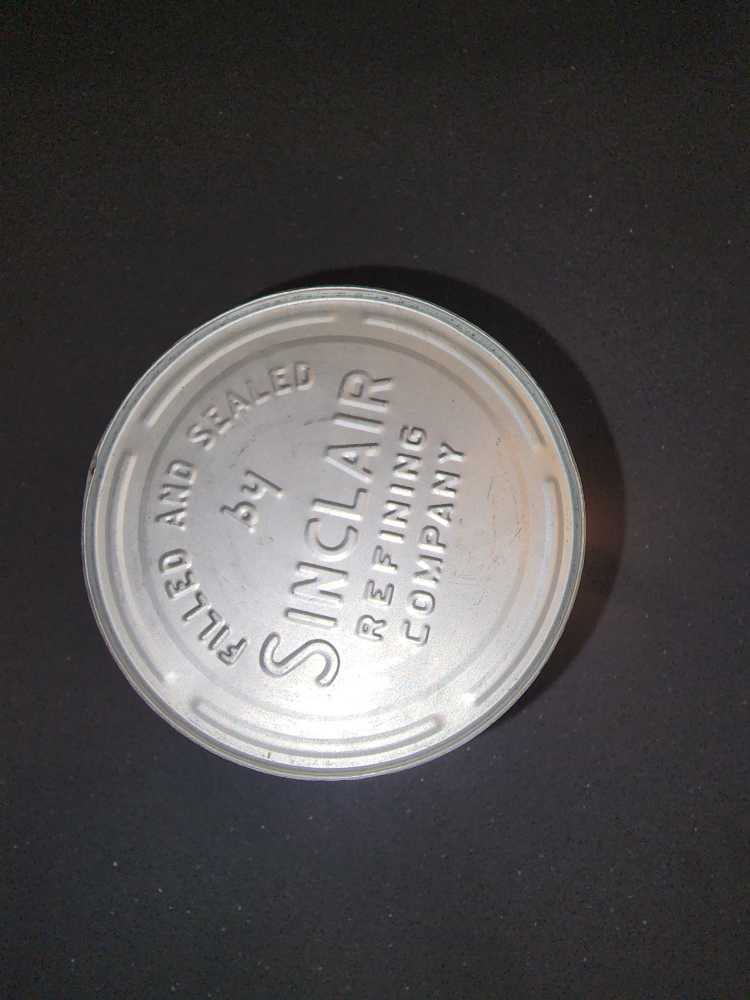 FILLED AND SEALED
by
SINCLAIR
REFINING
COMPANY